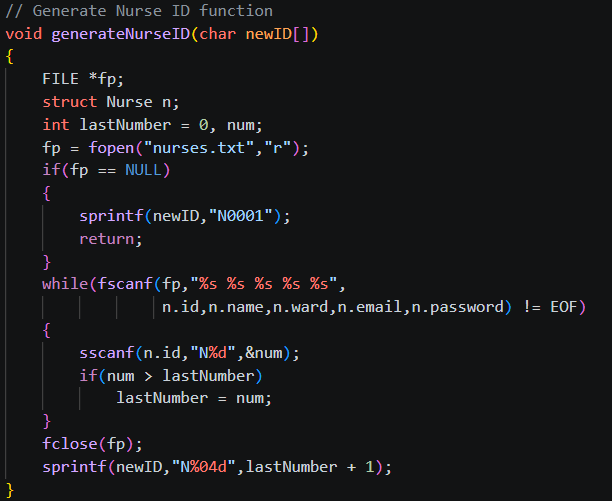 // Generate Nurse ID function
void generateNurseID(char newID[])
{
    FILE *fp;
    struct Nurse n;
    int lastNumber = 0, num;
    fp = fopen("nurses.txt","r");
    if(fp == NULL)
    {
        sprintf(newID,"N0001");
        return;
    }
    while(fscanf(fp,"%s %s %s %s %s",
                 n.id,n.name,n.ward,n.email,n.password) != EOF)
    {
        sscanf(n.id,"N%d",&num);
        if(num > lastNumber)
            lastNumber = num;
    }
    fclose(fp);
    sprintf(newID,"N%04d",lastNumber + 1);
}